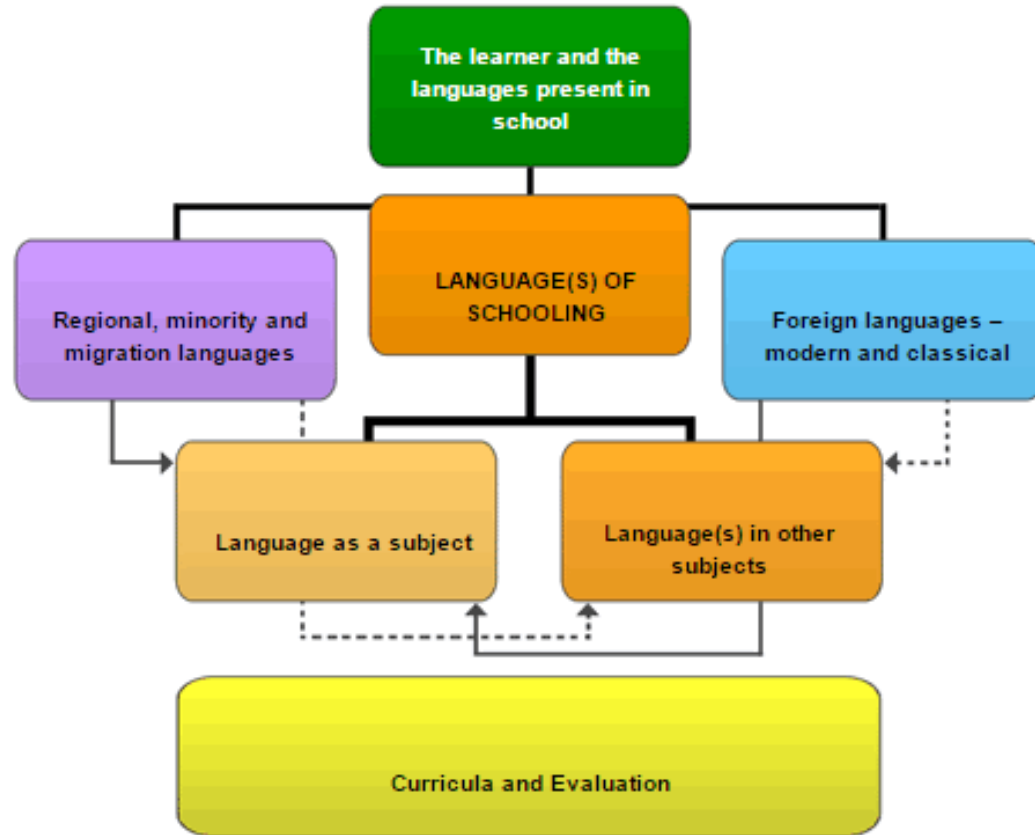 The learner and the
languages present in
school
LANGUAGE(S) OF
SCHOOLING
Regional, minority and
migration languages
Foreign languages –
modern and classical
Language as a subject
Language(s) in other
subjects
Curricula and Evaluation